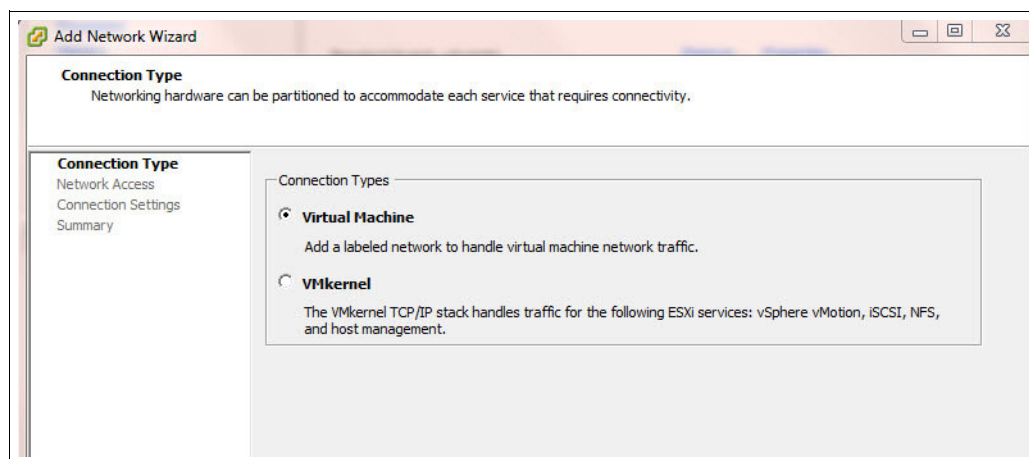 Add Network Wizard
Connection Type
Networking hardware can be partitioned to accommodate each service that requires connectivity.
Connection Type
Network Access
Connection Settings
Summary
Connection Types
Virtual Machine
Add a labeled network to handle virtual machine network traffic.
VMkernel
The VMkernel TCP/IP stack handles traffic for the following ESXi services: vSphere vMotion, iSCSI, NFS,
and host management.